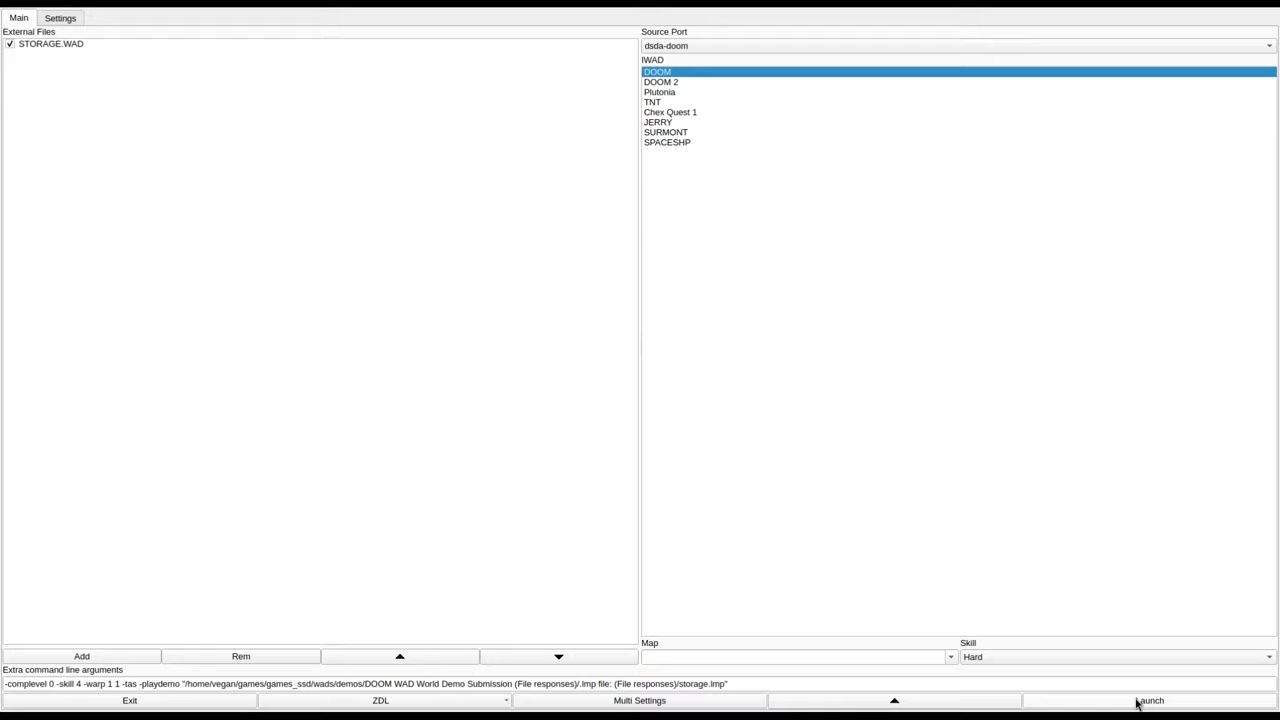 Main Settings
External Files
STORAGE.WAD
Source Port
dsda-doom
IWAD
DOOM
DOOM 2
Plutonia
TNT
Chex Quest 1
JERRY
SURMONT
SPACESHP
Map
Skill
Hard
Add Rem
Extra command line arguments
-complevel 0 -skill 4 -warp 1 1 -tas -playdemo "/home/vegan/games/games_ssd/wads/demos/DOOM WAD World Demo Submission (File responses)/.lmp file: (File responses)/storage.lmp"
Exit ZDL Multi Settings Launch